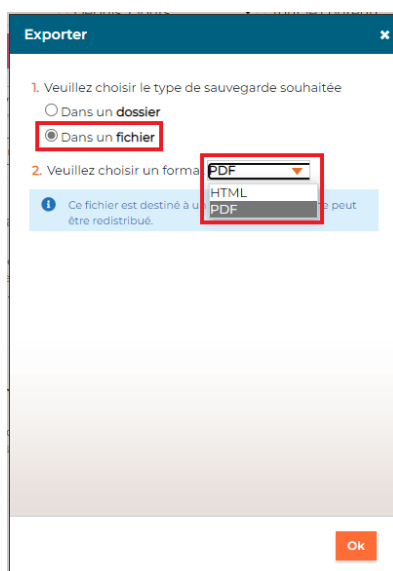 Exporter ×
1. Veuillez choisir le type de sauvegarde souhaitée
Dans un dossier
Dans un fichier
2. Veuillez choisir un forma PDF
HTML
PDF
Ce fichier est destiné à u e peut
être redistribué.
Ok